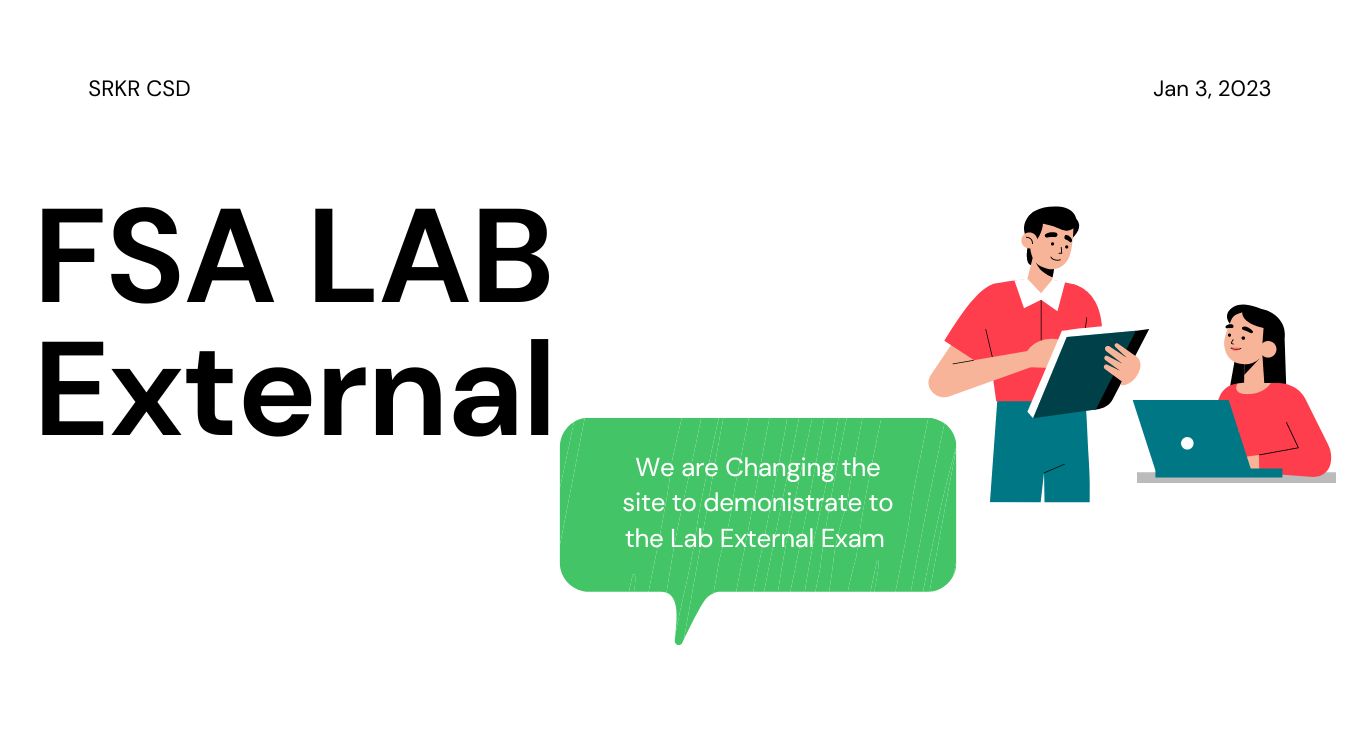 SRKR CSD
Jan 3, 2023
FSA LAB
External
We are Changing the
site to demonistrate to
the Lab External Exam